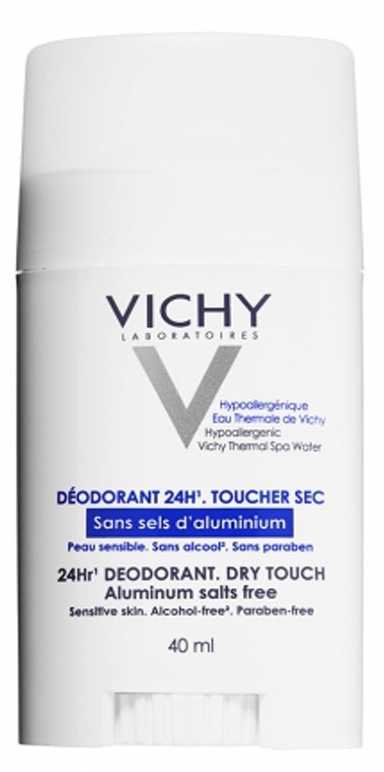 VICHY
LABORATOIRES
Hypoallergénique
Eau Thermale de Vichy
Hypoallergenic
Vichy Thermal Spa Water
DÉODORANT 24H¹. TOUCHER SEC
Sans sels d'aluminium
Peau sensible. Sans alcool². Sans paraben
24Hr¹ DEODORANT. DRY TOUCH
Aluminum salts free
Sensitive skin. Alcohol-free². Paraben-free
40 ml